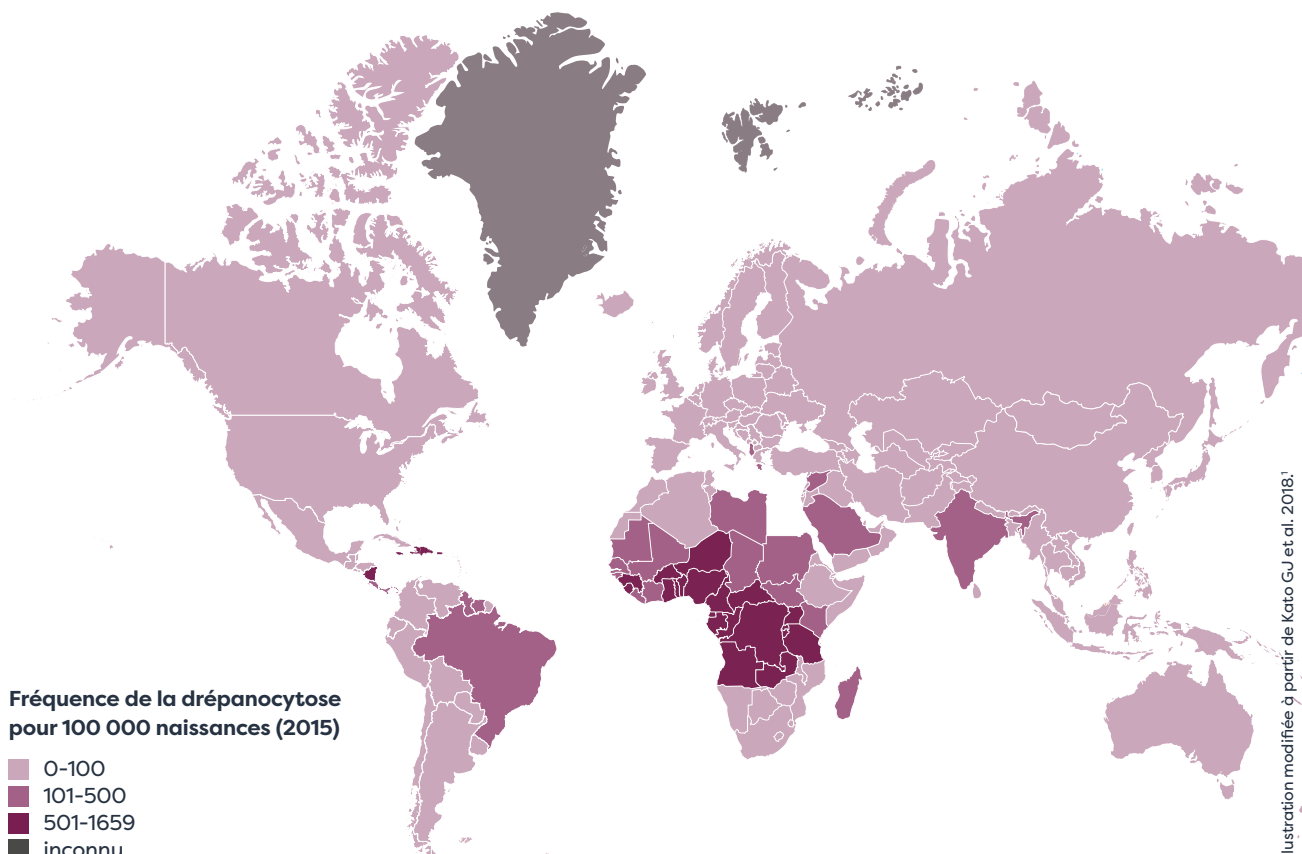 Fréquence de la drépanocytose
pour 100 000 naissances (2015)
0-100
101-500
501-1659
inconnu
lustration modifiée à partir de Kato GJ et al. 2018.¹